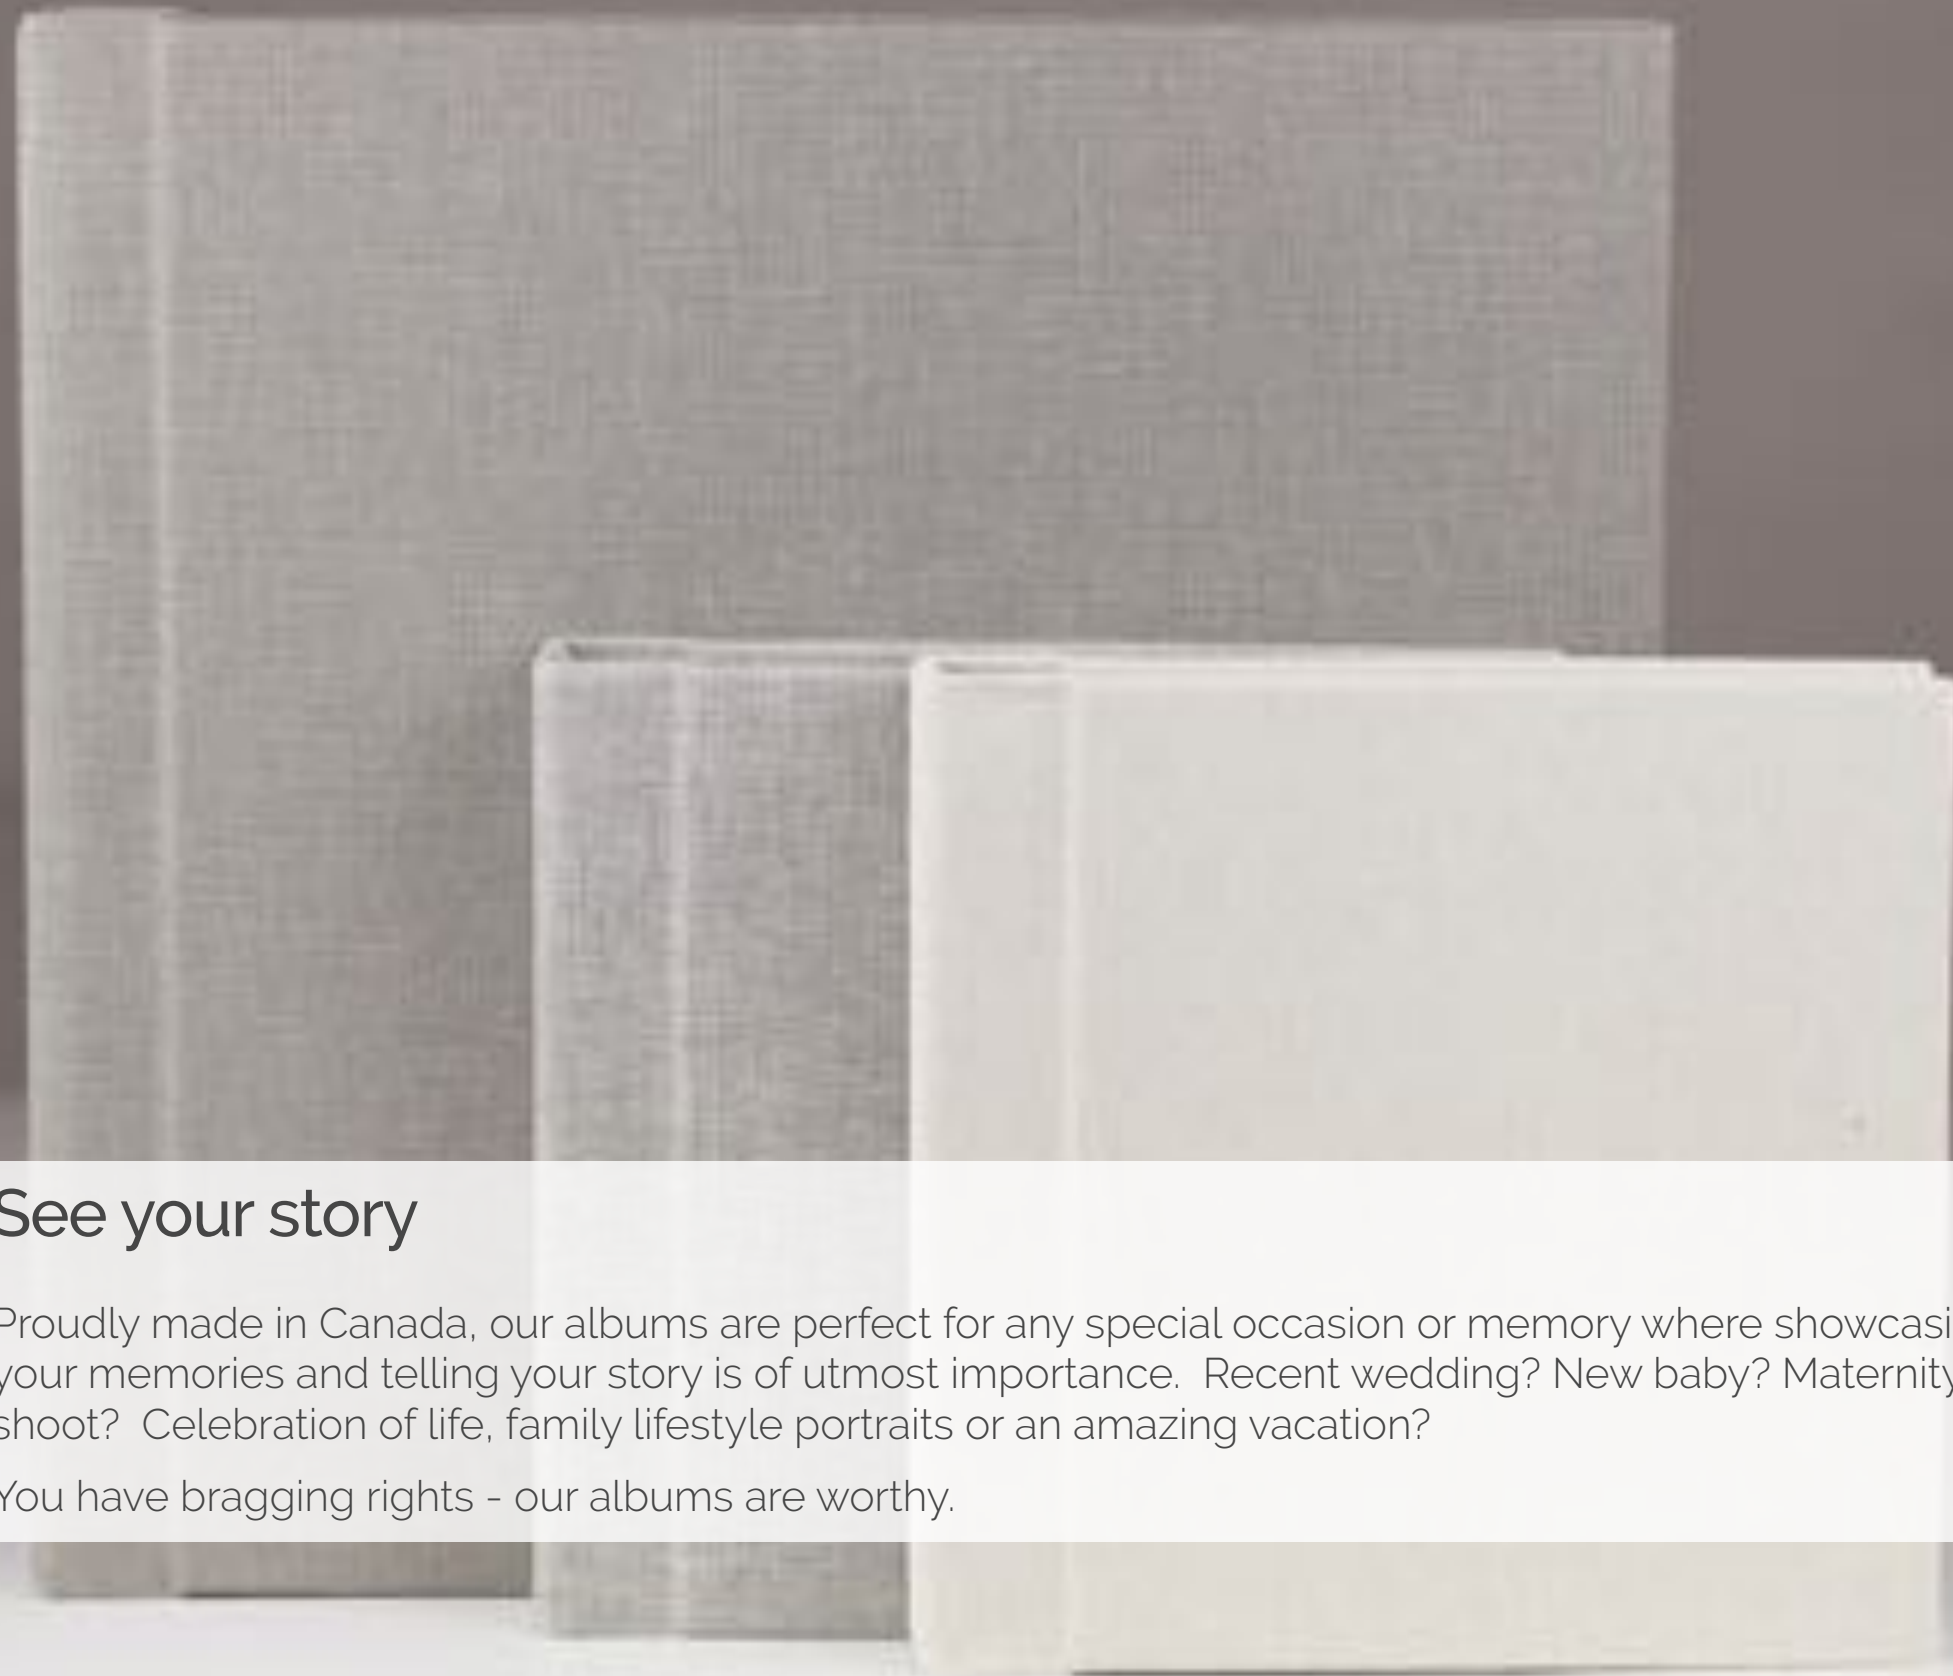 See your story
Proudly made in Canada, our albums are perfect for any special occasion or memory where showcasi
your memories and telling your story is of utmost importance.  Recent wedding? New baby? Maternity
shoot?  Celebration of life, family lifestyle portraits or an amazing vacation?
You have bragging rights - our albums are worthy.